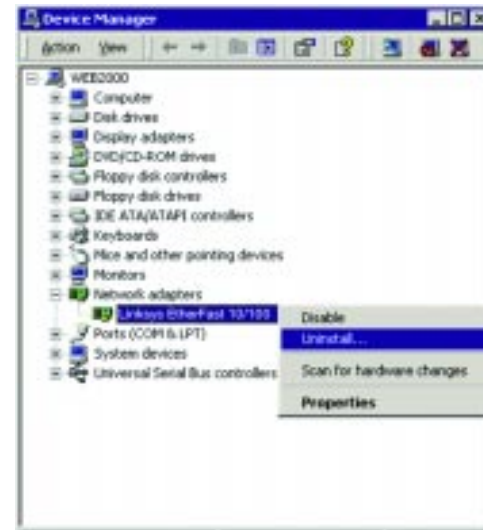 Device Manager
Action View
WEB2000
Computer
Disk drives
Display adapters
DVD/CD-ROM drives
Floppy disk controllers
Floppy disk drives
IDE ATA/ATAPI controllers
Keyboards
Mice and other pointing devices
Monitors
Network adapters
Linksys EtherFast 10/100
Ports (COM & LPT)
System devices
Universal Serial Bus controllers
Disable
Uninstall...
Scan for hardware changes
Properties